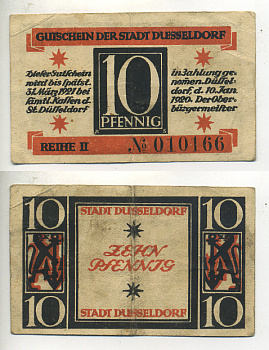 GUTSCHEIN DER STADT DÜSSELDORF
Dieser Gutschein
wird bis spätst.
31. März 1921 bei
sämtl. Kassen d.
St. Düsseldorf
10
PFENNIG
in Zahlung ge-
nommen. Düssel-
dorf, d. 10. Jan.
1920. Der Ober-
bürgermeister
REIHE II
№ 010166
10
STADT DÜSSELDORF
10
ZEHN
PFENNIG
10
STADT DÜSSELDORF
10